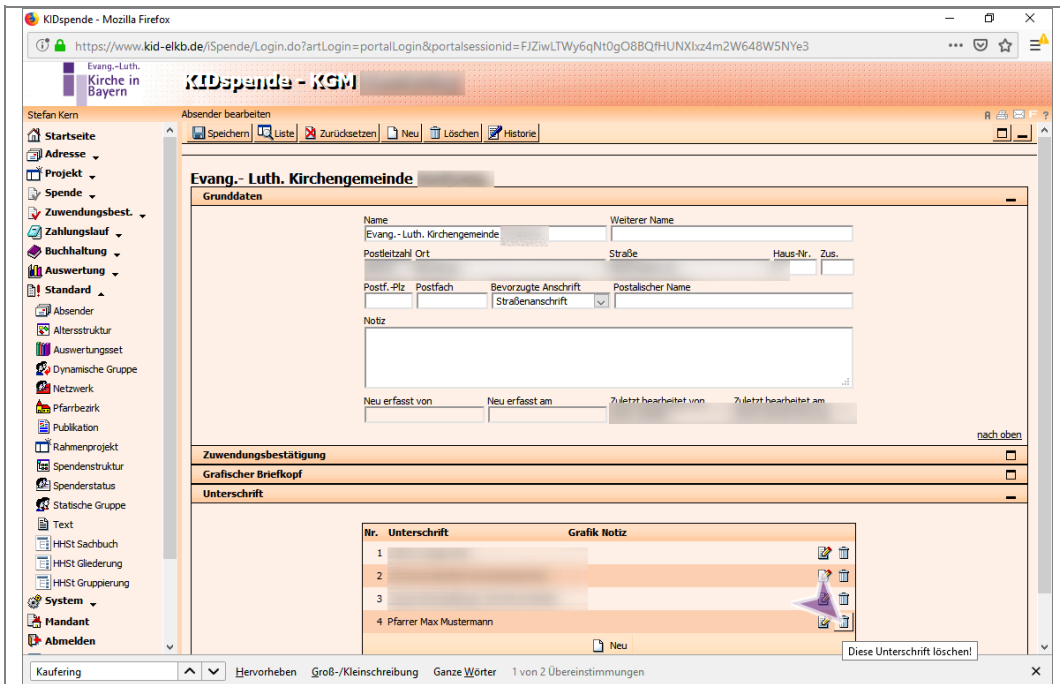 KIDspende - Mozilla Firefox
https://www.kid-elkb.de/iSpende/Login.do?artLogin=portalLogin&portalsessionid=FJZiwLTWy6qNt0gO8BQfHUNXIxz4m2W648W5NYe3
Evang.-Luth.
Kirche in
Bayern
KIDspende - KGM
Stefan Kern
Absender bearbeiten
R F ?
Speichern Liste Zurücksetzen Neu Löschen Historie
Startseite
Adresse
Projekt
Spende
Zuwendungsbest.
Zahlungslauf
Buchhaltung
Auswertung
Standard
Absender
Altersstruktur
Auswertungsset
Dynamische Gruppe
Netzwerk
Pfarrbezirk
Publikation
Rahmenprojekt
Spendenstruktur
Spenderstatus
Statische Gruppe
Text
HHSt Sachbuch
HHSt Gliederung
HHSt Gruppierung
System
Mandant
Abmelden
Evang.- Luth. Kirchengemeinde
Grunddaten
Name Weiterer Name
Evang.- Luth. Kirchengemeinde
Postleitzahl Ort Straße Haus-Nr. Zus.
Postf.-Plz Postfach Bevorzugte Anschrift Postalischer Name
Straßenanschrift
Notiz
Neu erfasst von Neu erfasst am Zuletzt bearbeitet von Zuletzt bearbeitet am
nach oben
Zuwendungsbestätigung
Grafischer Briefkopf
Unterschrift
Nr. Unterschrift Grafik Notiz
1
2
3
4 Pfarrer Max Mustermann
Neu
Diese Unterschrift löschen!
Kaufering Hervorheben Groß-/Kleinschreibung Ganze Wörter 1 von 2 Übereinstimmungen